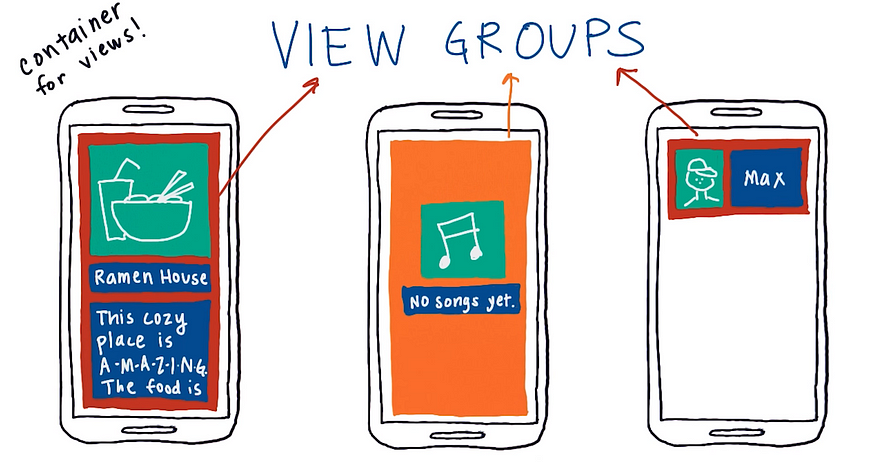 container
for views!
VIEW GROUPS
Ramen House
This cozy
place is
A-M-A-Z-I-N-G.
The food is
No songs yet.
Max